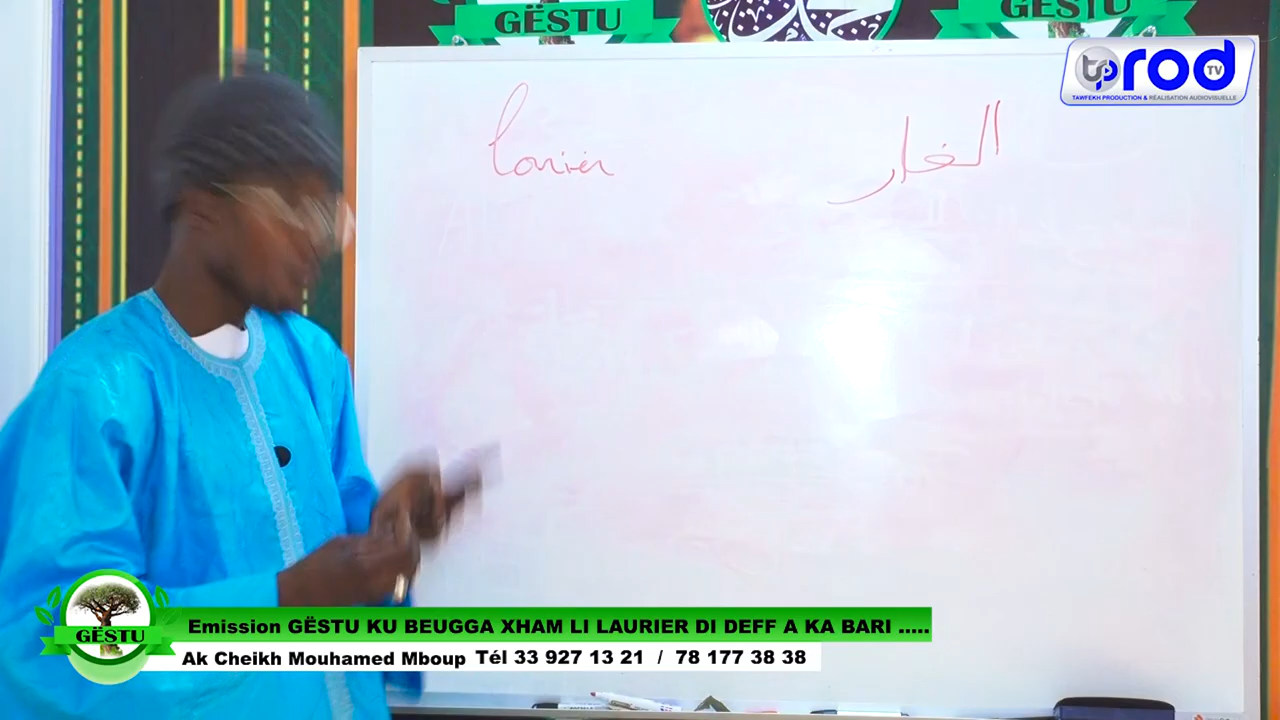 GËSTU
GËSTU
prod TV
TAWFEKH PRODUCTION & RÉALISATION AUDIOVISUELLE
laurier
الغار
GËSTU
Emission GËSTU KU BEUGGA XHAM LI LAURIER DI DEFF A KA BARI .....
Ak Cheikh Mouhamed Mboup Tél 33 927 13 21 / 78 177 38 38